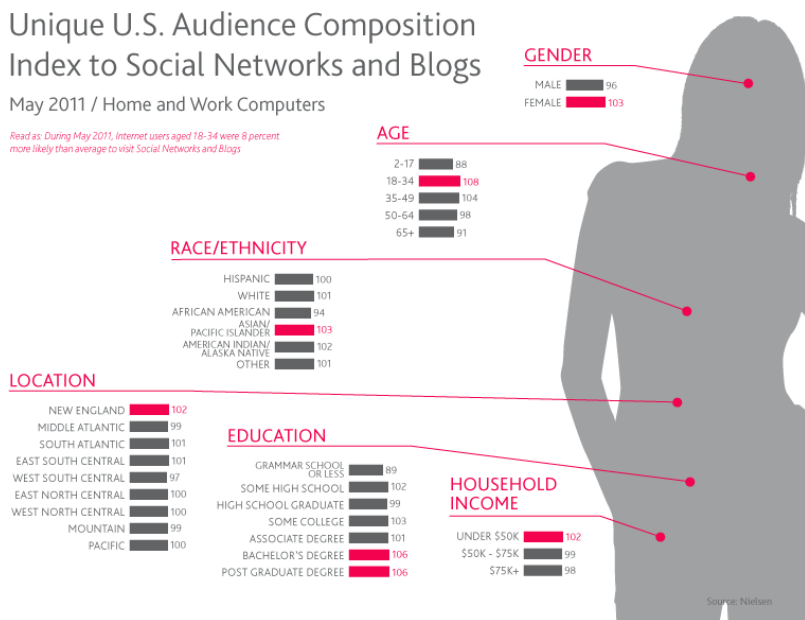 Unique U.S. Audience Composition
Index to Social Networks and Blogs
May 2011 / Home and Work Computers
Read as: During May 2011, Internet users aged 18-34 were 8 percent
more likely than average to visit Social Networks and Blogs
GENDER
MALE 96
FEMALE 103
AGE
2-17 88
18-34 108
35-49 104
50-64 98
65+ 91
RACE/ETHNICITY
HISPANIC 100
WHITE 101
AFRICAN AMERICAN 94
ASIAN/
PACIFIC ISLANDER 103
AMERICAN INDIAN/
ALASKA NATIVE 102
OTHER 101
LOCATION
NEW ENGLAND 102
MIDDLE ATLANTIC 99
SOUTH ATLANTIC 101
EAST SOUTH CENTRAL 101
WEST SOUTH CENTRAL 97
EAST NORTH CENTRAL 100
WEST NORTH CENTRAL 100
MOUNTAIN 99
PACIFIC 100
EDUCATION
GRAMMAR SCHOOL
OR LESS 89
SOME HIGH SCHOOL 102
HIGH SCHOOL GRADUATE 99
SOME COLLEGE 103
ASSOCIATE DEGREE 101
BACHELOR'S DEGREE 106
POST GRADUATE DEGREE 106
HOUSEHOLD
INCOME
UNDER $50K 102
$50K - $75K 99
$75K+ 98
Source: Nielsen